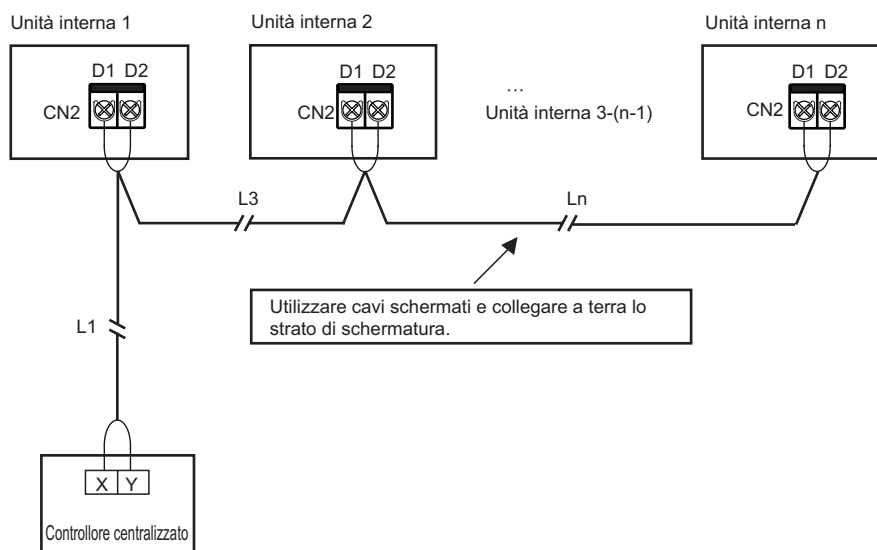 Unità interna 1
Unità interna 2
Unità interna n
D1 D2
D1 D2
D1 D2
CN2
CN2
CN2
...
Unità interna 3-(n-1)
L3
Ln
Utilizzare cavi schermati e collegare a terra lo
strato di schermatura.
L1
X Y
Controllore centralizzato